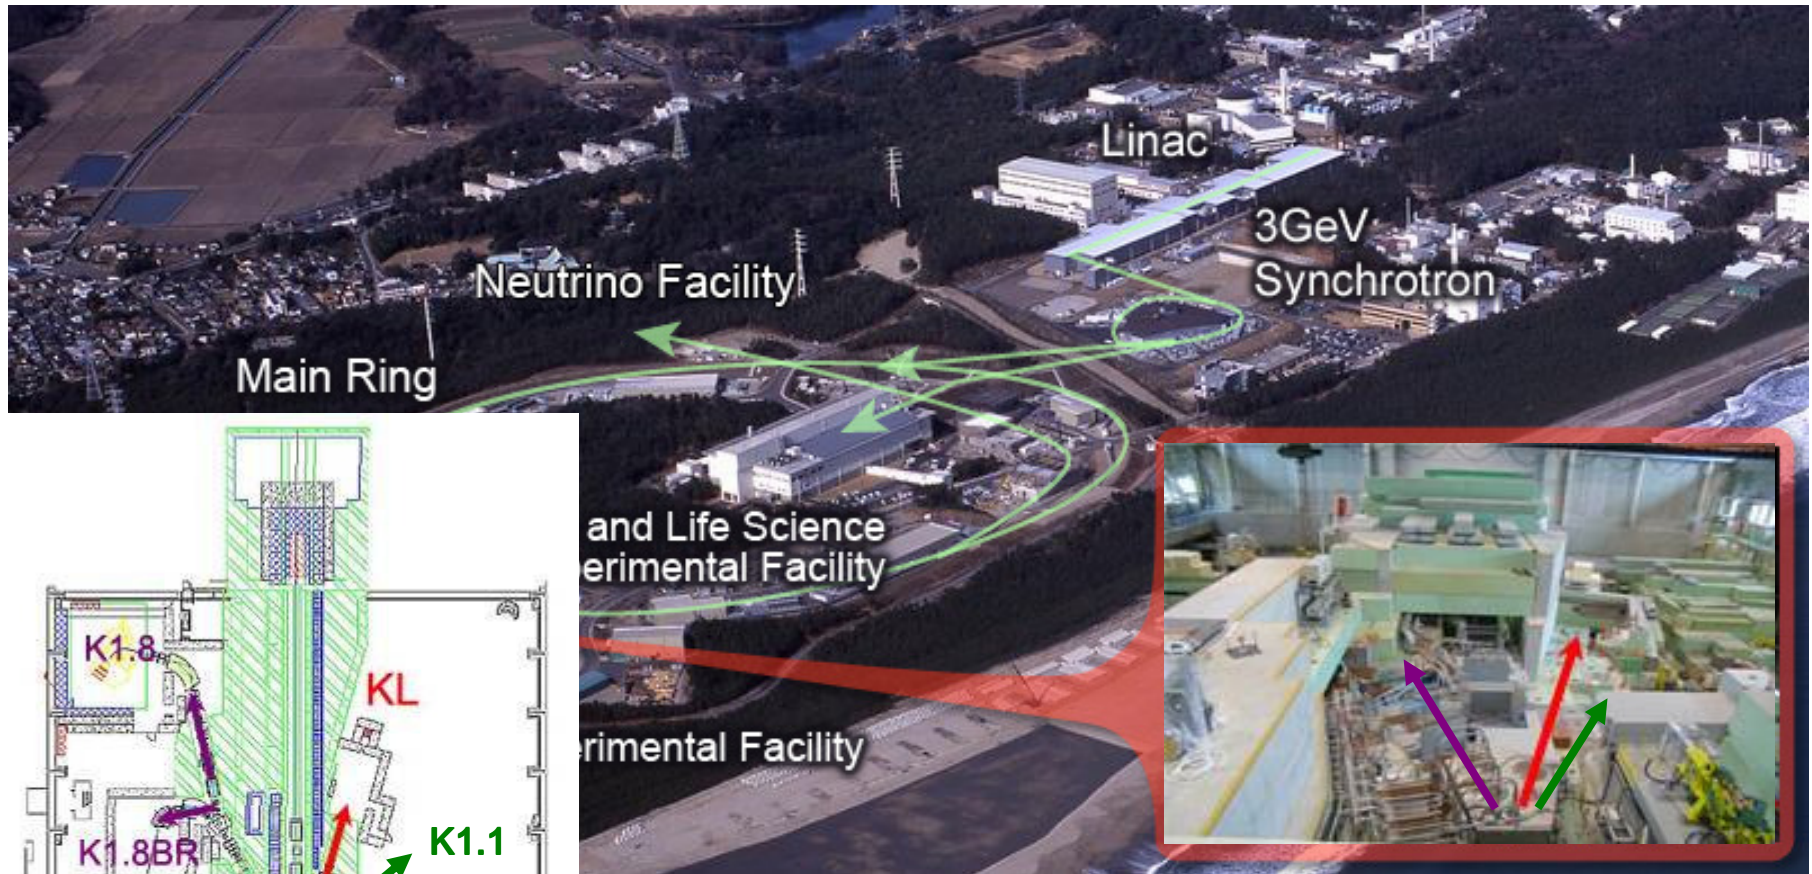 Linac
3GeV
Synchrotron
Neutrino Facility
Main Ring
and Life Science
erimental Facility
erimental Facility
K1.8
KL
K1.8BR
K1.1